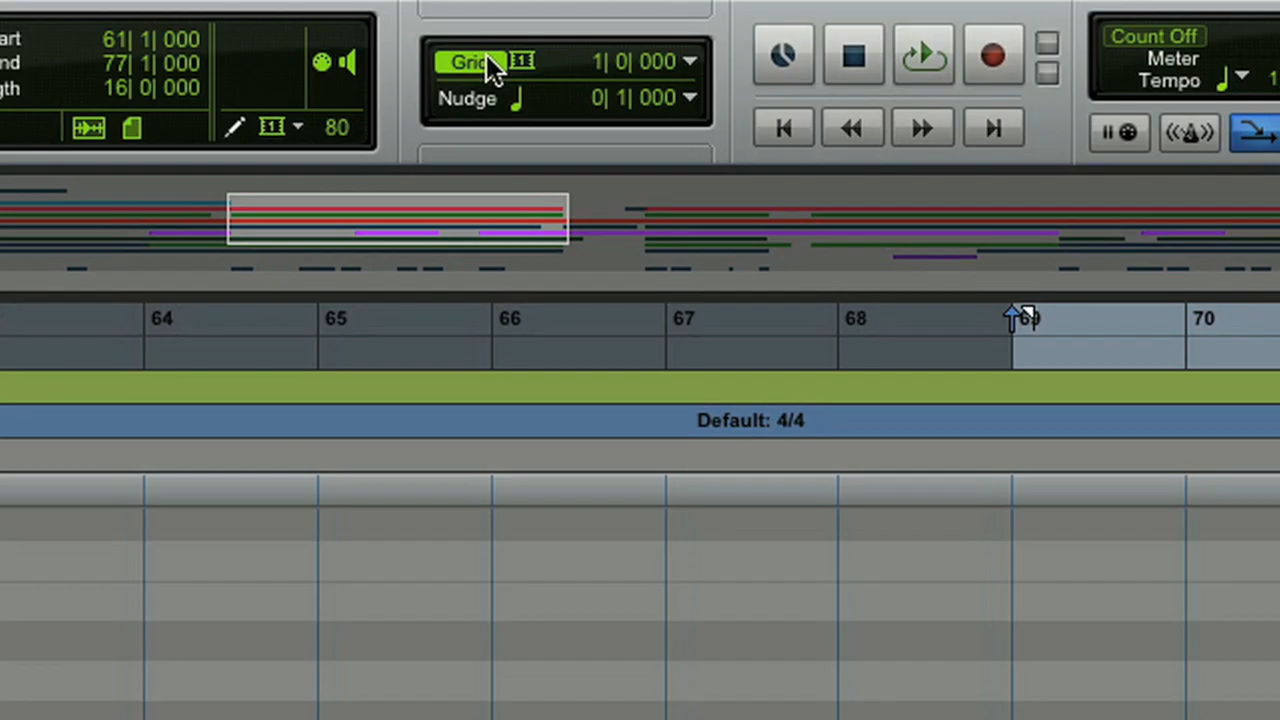 art 61| 1| 000
nd 77| 1| 000
gth 16| 0| 000
80
Grid 1| 0| 000
Nudge 0| 1| 000
Count Off
Meter
Tempo 1
64 65 66 67 68 69 70
Default: 4/4